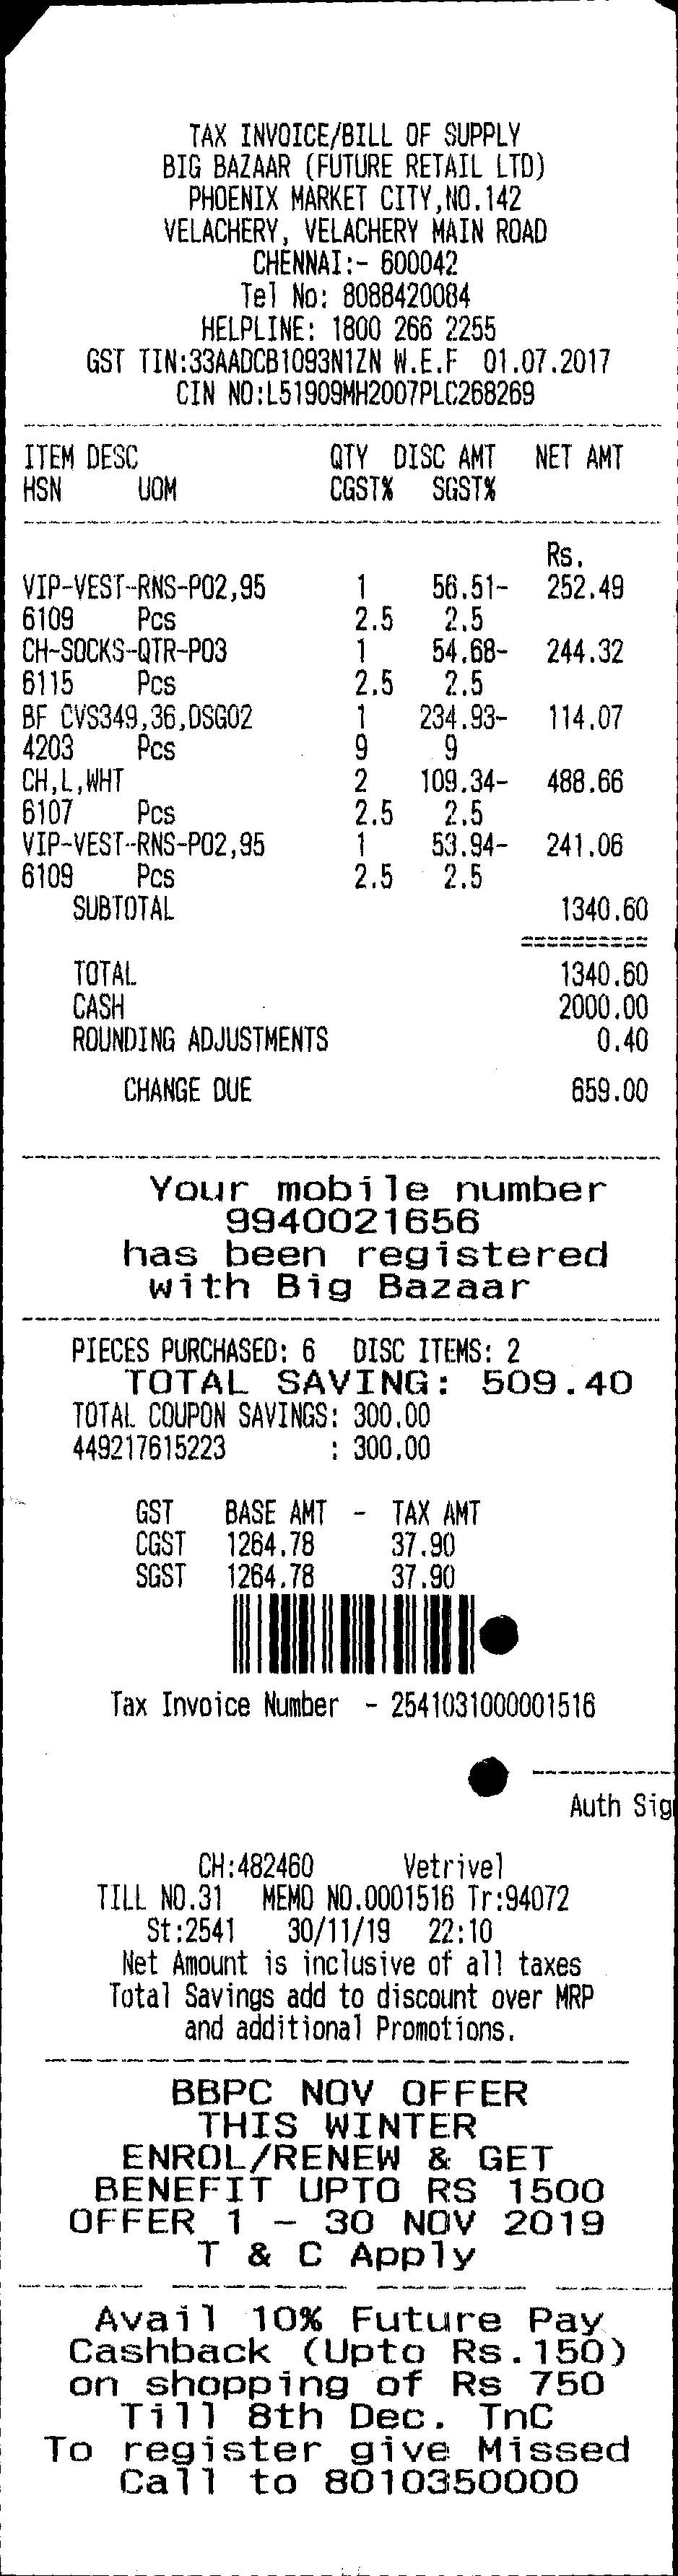 TAX INVOICE/BILL OF SUPPLY
BIG BAZAAR (FUTURE RETAIL LTD)
PHOENIX MARKET CITY,NO.142
VELACHERY, VELACHERY MAIN ROAD
CHENNAI:- 600042
Tel No: 8088420084
HELPLINE: 1800 266 2255
GST TIN:33AADCB1093N1ZN W.E.F 01.07.2017
CIN NO:L51909MH2007PLC268269
ITEM DESC QTY DISC AMT NET AMT
HSN UOM CGST% SGST%
Rs.
VIP-VEST-RNS-P02,95 1 56.51- 252.49
6109 Pcs 2.5 2.5
CH-SOCKS-QTR-P03 1 54.68- 244.32
6115 Pcs 2.5 2.5
BF CVS349,36,DSG02 1 234.93- 114.07
4203 Pcs 9 9
CH,L,WHT 2 109.34- 488.66
6107 Pcs 2.5 2.5
VIP-VEST-RNS-P02,95 1 53.94- 241.06
6109 Pcs 2.5 2.5
SUBTOTAL 1340.60
==========
TOTAL 1340.60
CASH 2000.00
ROUNDING ADJUSTMENTS 0.40
CHANGE DUE 659.00
Your mobile number
9940021656
has been registered
with Big Bazaar
PIECES PURCHASED: 6 DISC ITEMS: 2
TOTAL SAVING: 509.40
TOTAL COUPON SAVINGS: 300.00
449217615223 : 300.00
GST BASE AMT - TAX AMT
CGST 1264.78 37.90
SGST 1264.78 37.90
Tax Invoice Number - 2541031000001516
Auth Sig
CH:482460 Vetrivel
TILL NO.31 MEMO NO.0001516 Tr:94072
St:2541 30/11/19 22:10
Net Amount is inclusive of all taxes
Total Savings add to discount over MRP
and additional Promotions.
BBPC NOV OFFER
THIS WINTER
ENROL/RENEW & GET
BENEFIT UPTO RS 1500
OFFER 1 - 30 NOV 2019
T & C Apply
Avail 10% Future Pay
Cashback (Upto Rs.150)
on shopping of Rs 750
Till 8th Dec. TnC
To register give Missed
Call to 8010350000